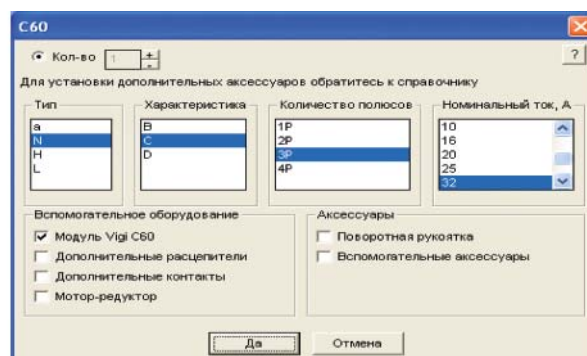 C60
Кол-во 1 + - ?
Для установки дополнительных аксессуаров обратитесь к справочнику
Тип
a
N
H
L
Характеристика
B
C
D
Количество полюсов
1P
2P
3P
4P
Номинальный ток, А
10
16
20
25
32
Вспомогательное оборудование
Модуль Vigi C60
Дополнительные расцепители
Дополнительные контакты
Мотор-редуктор
Аксессуары
Поворотная рукоятка
Вспомогательные аксессуары
Да
Отмена